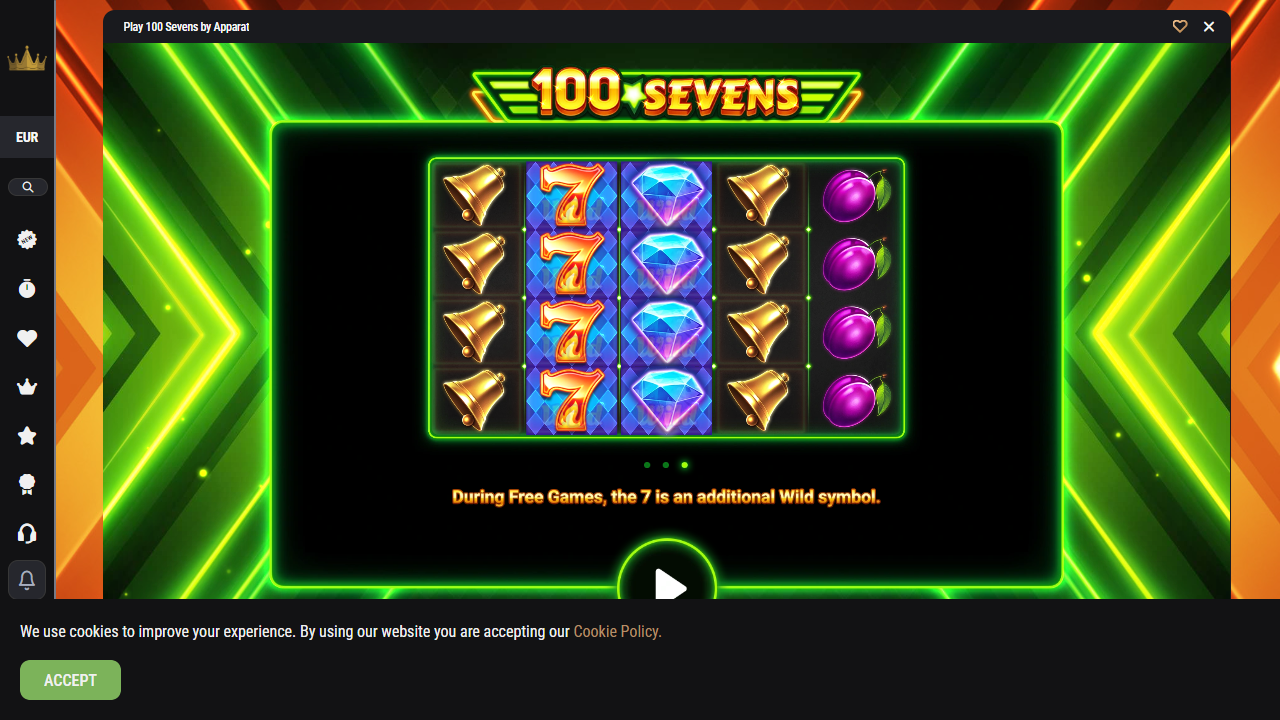 Play 100 Sevens by Apparat
100 SEVENS
EUR
NEW
7
7
7
7
During Free Games, the 7 is an additional Wild symbol.
We use cookies to improve your experience. By using our website you are accepting our Cookie Policy.
ACCEPT